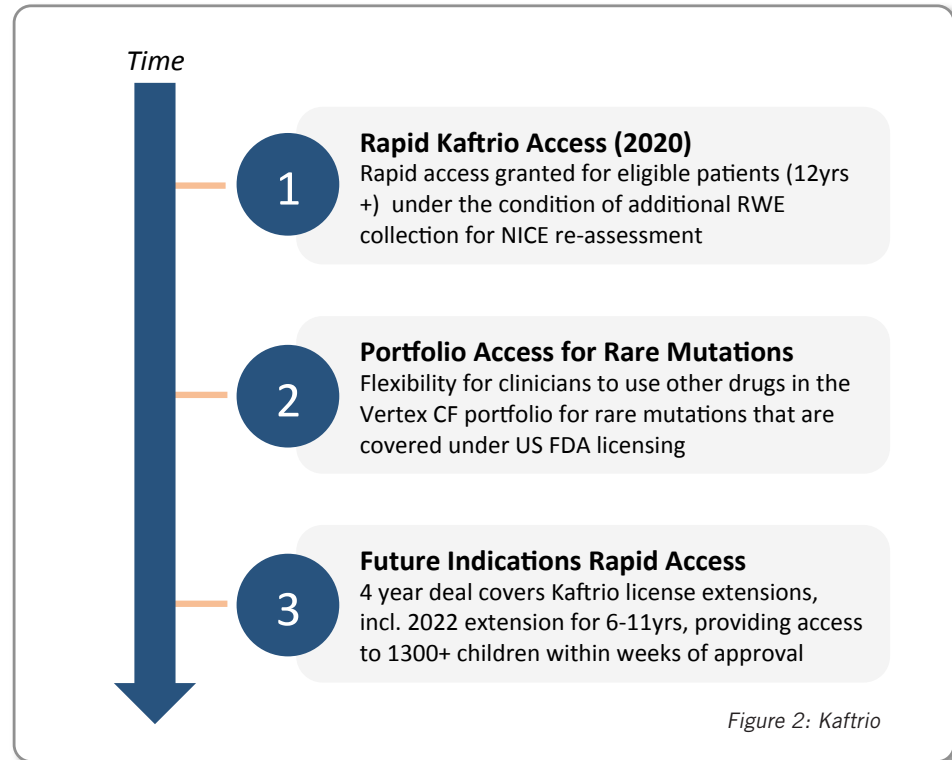 Time
1
Rapid Kaftrio Access (2020)
Rapid access granted for eligible patients (12yrs
+) under the condition of additional RWE
collection for NICE re-assessment
2
Portfolio Access for Rare Mutations
Flexibility for clinicians to use other drugs in the
Vertex CF portfolio for rare mutations that are
covered under US FDA licensing
3
Future Indications Rapid Access
4 year deal covers Kaftrio license extensions,
incl. 2022 extension for 6-11yrs, providing access
to 1300+ children within weeks of approval
Figure 2: Kaftrio